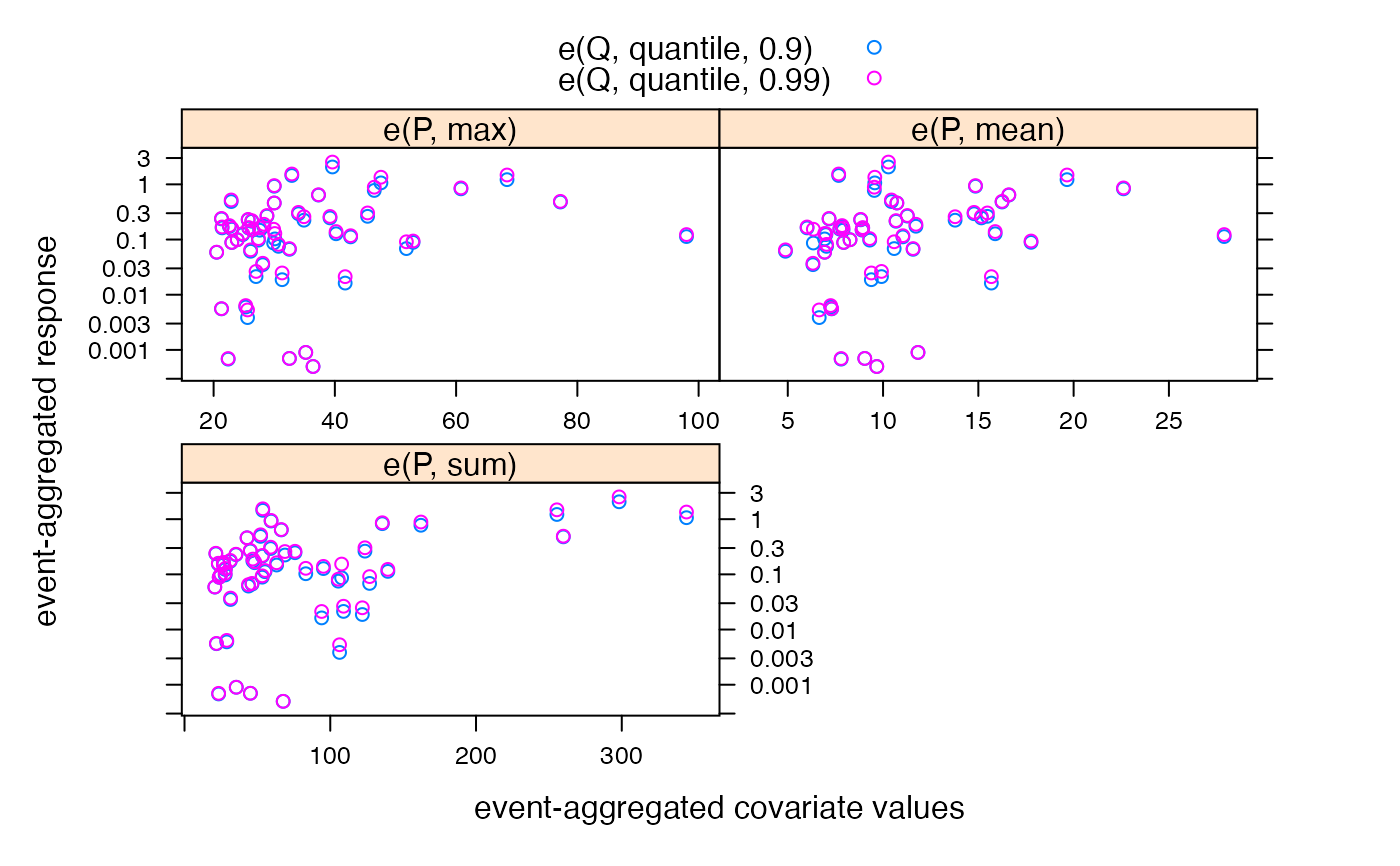 e(Q, quantile, 0.9)
e(Q, quantile, 0.99)
e(P, max)
e(P, mean)
3
1
0.3
0.1
0.03
0.01
0.003
0.001
20 40 60 80 100
5 10 15 20 25
e(P, sum)
3
1
0.3
0.1
0.03
0.01
0.003
0.001
100 200 300
event-aggregated response
event-aggregated covariate values